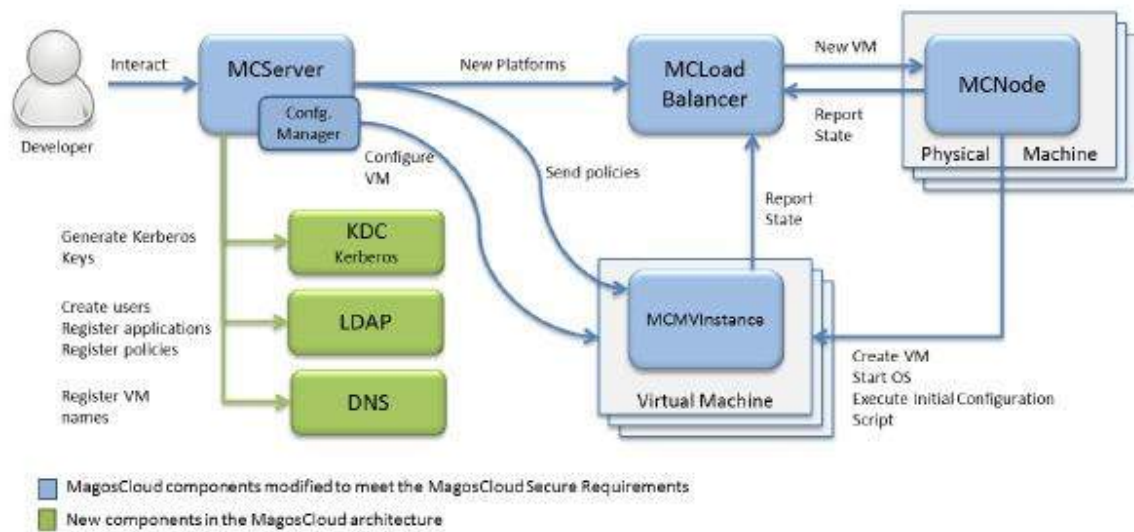 Developer
Interact
MCServer
Confg.
Manager
New Platforms
MCLoad
Balancer
New VM
Report
State
MCNode
Physical Machine
Configure
VM
Send policies
Report
State
Generate Kerberos
Keys
KDC
Kerberos
Create users
Register applications
Register policies
LDAP
Register VM
names
DNS
MCMVInstance
Virtual Machine
Create VM
Start OS
Execute Initial Configuration
Script
MagosCloud components modified to meet the MagosCloud Secure Requirements
New components in the MagosCloud architecture